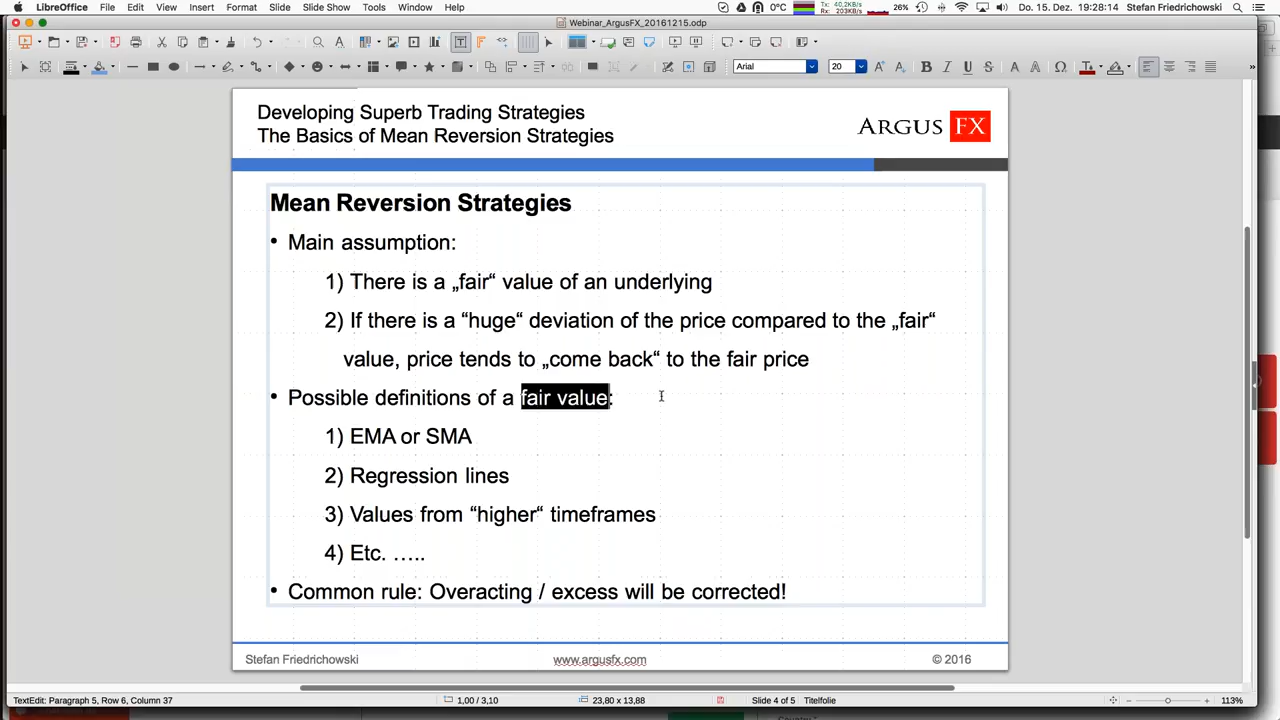 LibreOffice File Edit View Insert Format Slide Slide Show Tools Window Help Tx: 40,2KB/s Rx: 203KB/s 0°C 26% Do. 15. Dez. 19:28:14 Stefan Friedrichowski
Webinar_ArgusFX_20161215.odp
Arial 20
Developing Superb Trading Strategies
The Basics of Mean Reversion Strategies
ARGUS FX
Mean Reversion Strategies
• Main assumption:
1) There is a „fair“ value of an underlying
2) If there is a “huge“ deviation of the price compared to the „fair“
value, price tends to „come back“ to the fair price
• Possible definitions of a fair value:
1) EMA or SMA
2) Regression lines
3) Values from “higher“ timeframes
4) Etc. …..
• Common rule: Overacting / excess will be corrected!
Stefan Friedrichowski www.argusfx.com © 2016
TextEdit: Paragraph 5, Row 6, Column 37 1,00 / 3,10 23,80 x 13,88 Slide 4 of 5 Titelfolie 113%